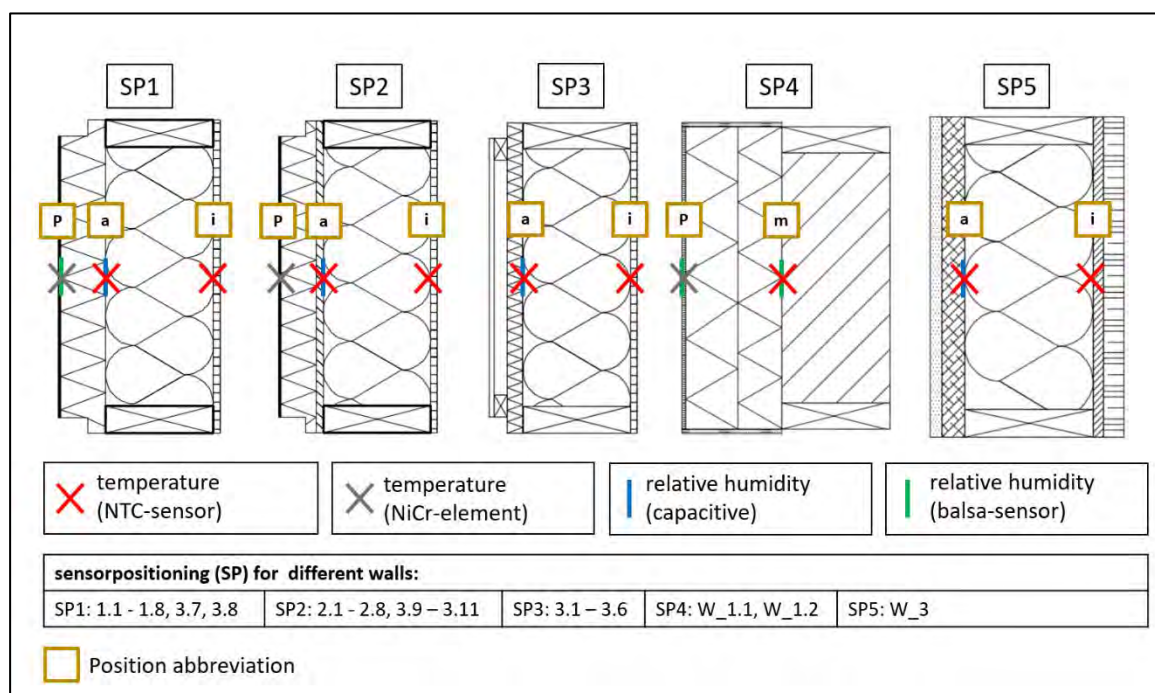 SP1 SP2 SP3 SP4 SP5
P a i P a i a i P m a i
temperature
(NTC-sensor)
temperature
(NiCr-element)
relative humidity
(capacitive)
relative humidity
(balsa-sensor)
sensorpositioning (SP) for different walls:
SP1: 1.1 - 1.8, 3.7, 3.8
SP2: 2.1 - 2.8, 3.9 – 3.11
SP3: 3.1 – 3.6
SP4: W_1.1, W_1.2
SP5: W_3
Position abbreviation